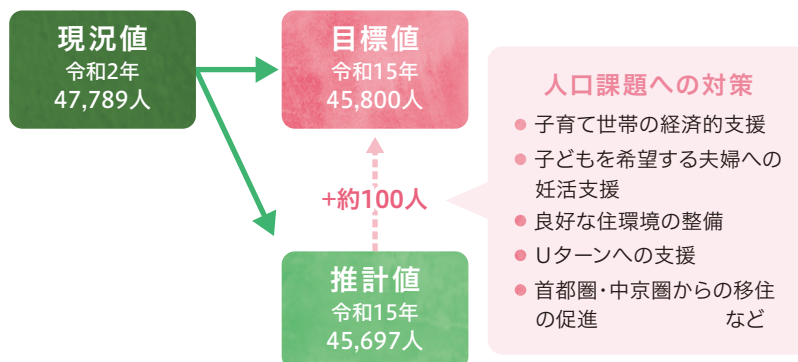 現況値
令和2年
47,789人
目標値
令和15年
45,800人
+約100人
推計値
令和15年
45,697人
人口課題への対策
● 子育て世帯の経済的支援
● 子どもを希望する夫婦への
妊活支援
● 良好な住環境の整備
● Uターンへの支援
● 首都圏・中京圏からの移住
の促進 など